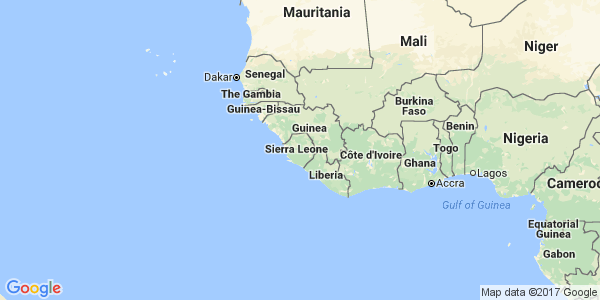 Mauritania
Mali
Niger
Dakar
Senegal
The Gambia
Guinea-Bissau
Guinea
Burkina
Faso
Benin
Nigeria
Sierra Leone
Côte d'Ivoire
Ghana
Togo
Liberia
Accra
Lagos
Cameroo
Gulf of Guinea
Equatorial
Guinea
Gabon
Google
Map data ©2017 Google